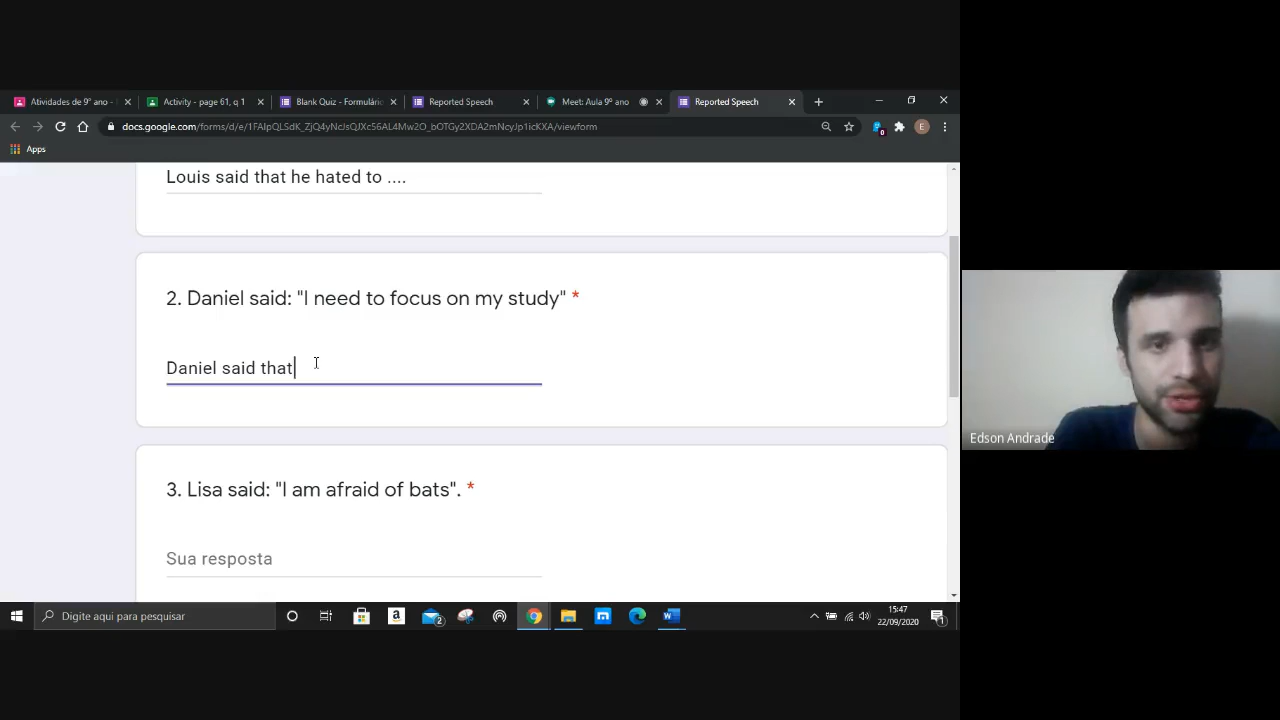 Atividades de 9° ano -
Activity - page 61, q 1
Blank Quiz - Formulário
Reported Speech
Meet: Aula 9º ano
Reported Speech
docs.google.com/forms/d/e/1FAIpQLSdK_ZjQ4yNcJsQJXc56AL4Mw2O_bOTGy2XDA2mNcyJp1icKXA/viewform
E
Apps
Louis said that he hated to ....
2. Daniel said: "I need to focus on my study" *
Daniel said that
3. Lisa said: "I am afraid of bats". *
Sua resposta
Edson Andrade
Digite aqui para pesquisar
15:47
22/09/2020